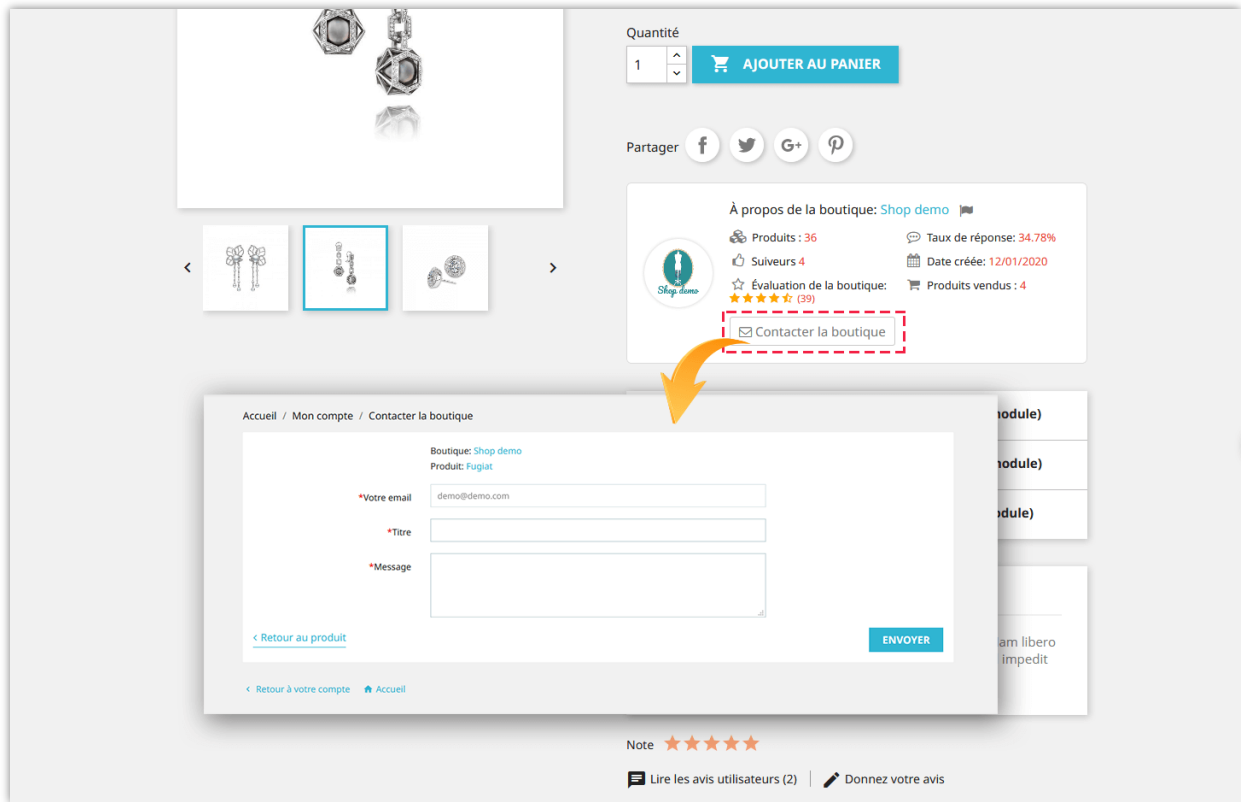 Quantité
1
AJOUTER AU PANIER
Partager
G+
À propos de la boutique: Shop demo
Produits : 36
Taux de réponse: 34.78%
Suiveurs 4
Date créée: 12/01/2020
Évaluation de la boutique:
(39)
Produits vendus : 4
Shop demo
Contacter la boutique
Accueil / Mon compte / Contacter la boutique
Boutique: Shop demo
Produit: Fugiat
*Votre email
demo@demo.com
*Titre
*Message
< Retour au produit
ENVOYER
< Retour à votre compte
Accueil
module)
module)
module)
am libero
impedit
Note
Lire les avis utilisateurs (2)
Donnez votre avis